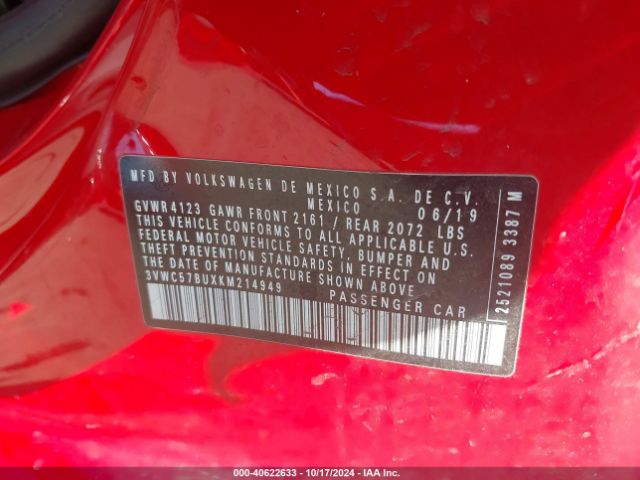 MFD BY VOLKSWAGEN DE MEXICO S.A. DE C.V.
MEXICO 06/19
GVWR 4123 GAWR FRONT 2161 / REAR 2072 LBS
THIS VEHICLE CONFORMS TO ALL APPLICABLE U.S.
FEDERAL MOTOR VEHICLE SAFETY, BUMPER AND
THEFT PREVENTION STANDARDS IN EFFECT ON
THE DATE OF MANUFACTURE SHOWN ABOVE
3VWC57BUXKM214949 PASSENGER CAR
2521089 3387 M
000-40622633 - 10/17/2024 - IAA Inc.